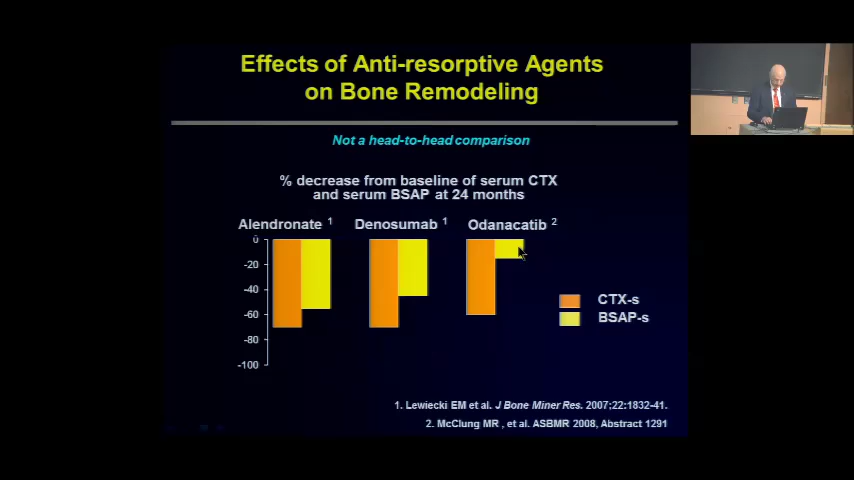 Effects of Anti-resorptive Agents
on Bone Remodeling
Not a head-to-head comparison
% decrease from baseline of serum CTX
and serum BSAP at 24 months
Alendronate 1 Denosumab 1 Odanacatib 2
0
-20
-40
-60
-80
-100
CTX-s
BSAP-s
1. Lewiecki EM et al. J Bone Miner Res. 2007;22:1832-41.
2. McClung MR , et al. ASBMR 2008, Abstract 1291